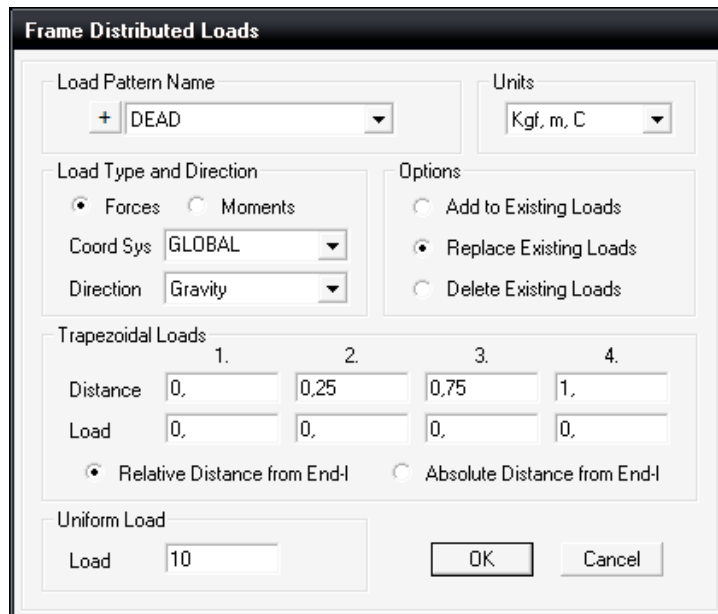 Frame Distributed Loads
Load Pattern Name
+ DEAD
Units
Kgf, m, C
Load Type and Direction
Forces Moments
Coord Sys GLOBAL
Direction Gravity
Options
Add to Existing Loads
Replace Existing Loads
Delete Existing Loads
Trapezoidal Loads
1. 2. 3. 4.
Distance 0, 0,25 0,75 1,
Load 0, 0, 0, 0,
Relative Distance from End-I Absolute Distance from End-I
Uniform Load
Load 10
OK Cancel